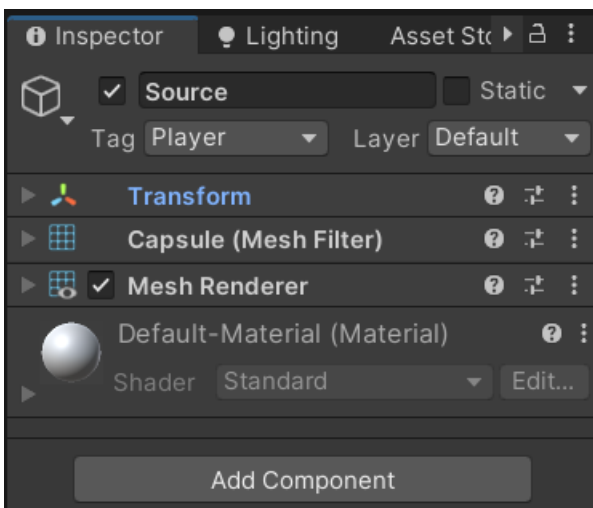 Inspector Lighting Asset Sto
Source Static
Tag Player Layer Default
Transform
Capsule (Mesh Filter)
Mesh Renderer
Default-Material (Material)
Shader Standard Edit...
Add Component